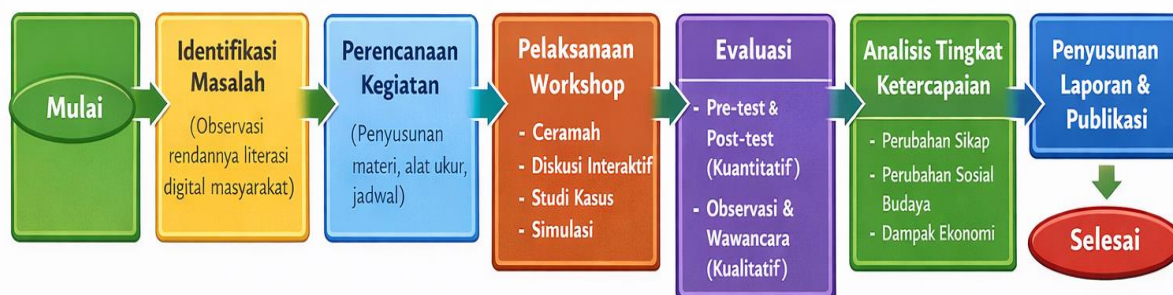 Mulai
Identifikasi
Masalah
(Observasi
rendannya literasi
digital masyarakat)
Perencanaan
Kegiatan
(Penyusunan
materi, alat ukur,
jadwal)
Pelaksanaan
Workshop
- Ceramah
- Diskusi Interaktif
- Studi Kasus
- Simulasi
Evaluasi
- Pre-test &
Post-test
(Kuantitatif)
- Observasi &
Wawancara
(Kualitatif)
Analisis Tingkat
Ketercapaian
- Perubahan Sikap
- Perubahan Sosial
Budaya
- Dampak Ekonomi
Penyusunan
Laporan &
Publikasi
Selesai